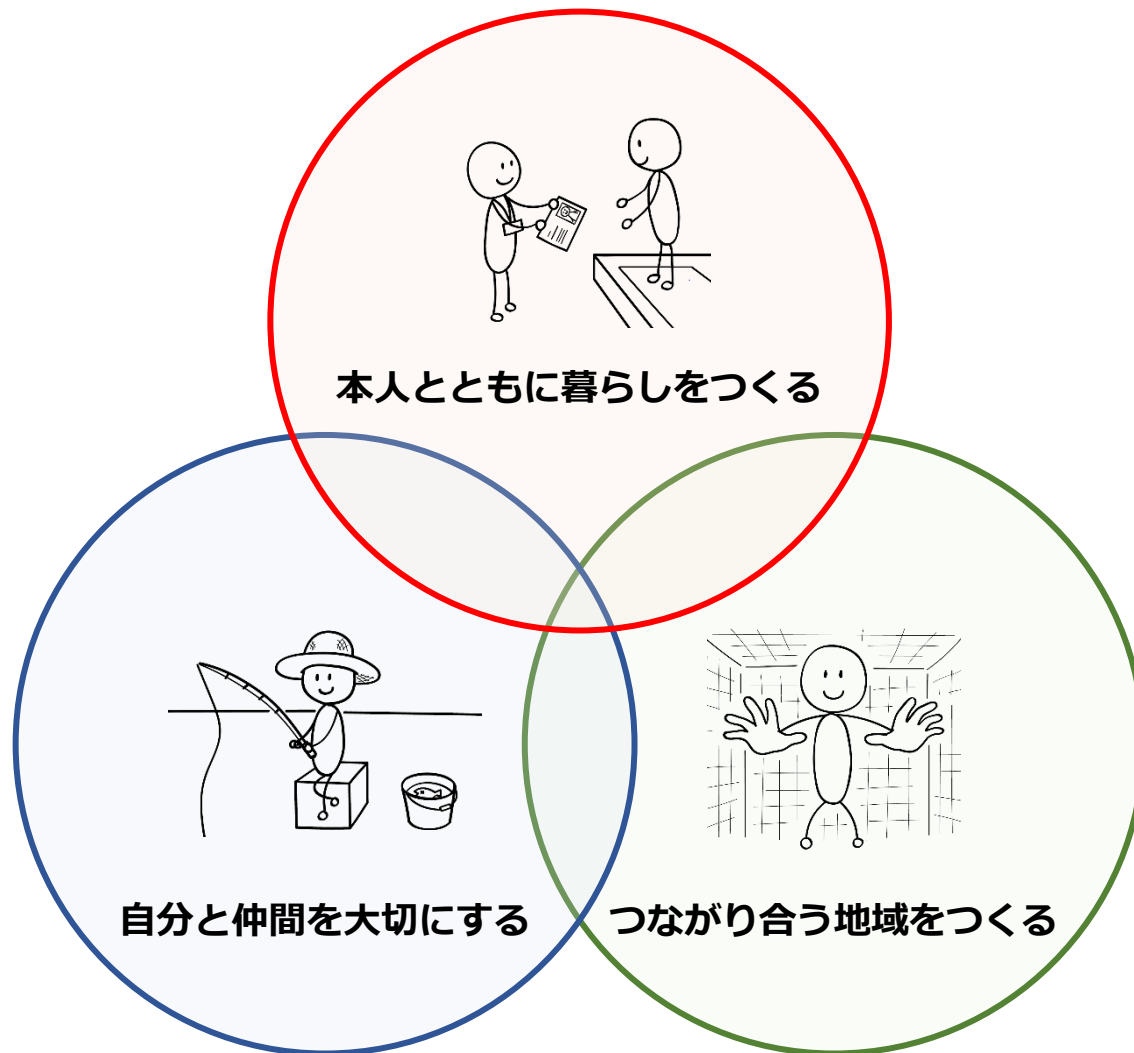 本人とともに暮らしをつくる
自分と仲間を大切にする
つながり合う地域をつくる